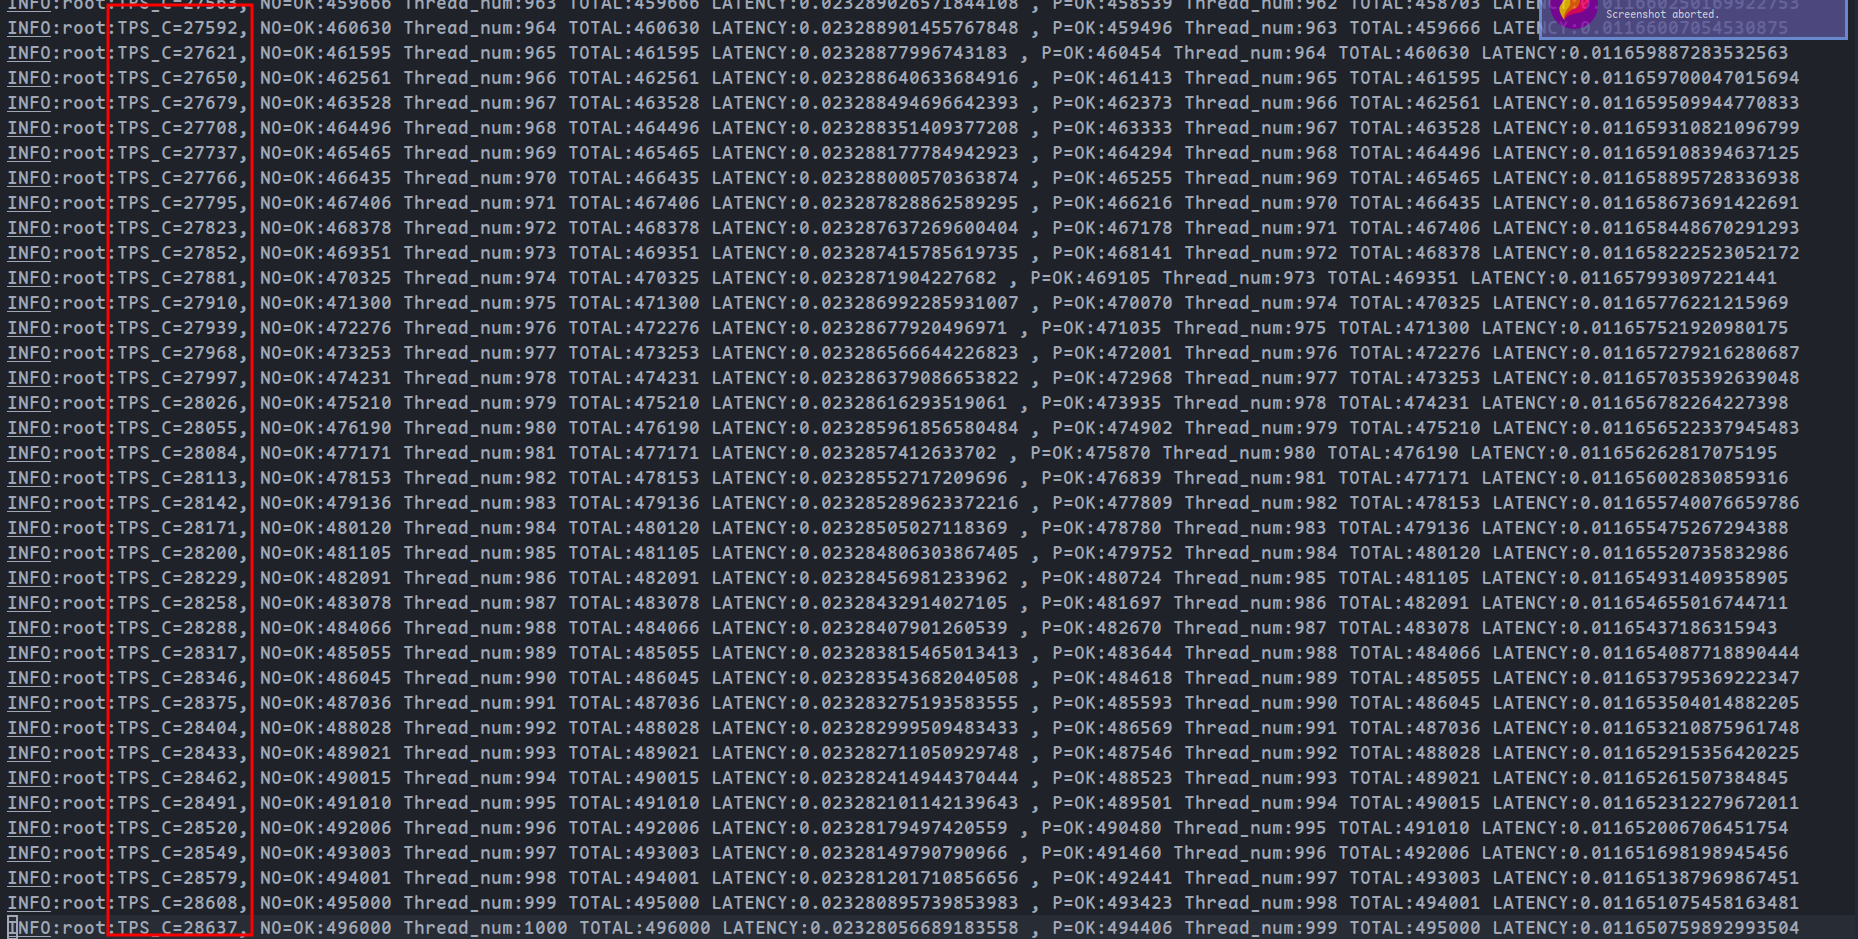 INFO:root:TPS_C=27563, NO=OK:459666 Thread_num:963 TOTAL:459666 LATENCY:0.023289026571844108 , P=OK:458539 Thread_num:962 TOTAL:458703 LATENCY:0.011660250169922753
Screenshot aborted.
INFO:root:TPS_C=27592, NO=OK:460630 Thread_num:964 TOTAL:460630 LATENCY:0.023288901455767848 , P=OK:459496 Thread_num:963 TOTAL:459666 LATENCY:0.011660070545308​75
INFO:root:TPS_C=27621, NO=OK:461595 Thread_num:965 TOTAL:461595 LATENCY:0.023288877996743183 , P=OK:460454 Thread_num:964 TOTAL:460630 LATENCY:0.011659887283532563
INFO:root:TPS_C=27650, NO=OK:462561 Thread_num:966 TOTAL:462561 LATENCY:0.023288640633684916 , P=OK:461413 Thread_num:965 TOTAL:461595 LATENCY:0.011659700047015694
INFO:root:TPS_C=27679, NO=OK:463528 Thread_num:967 TOTAL:463528 LATENCY:0.023288494696642393 , P=OK:462373 Thread_num:966 TOTAL:462561 LATENCY:0.011659509944770833
INFO:root:TPS_C=27708, NO=OK:464496 Thread_num:968 TOTAL:464496 LATENCY:0.023288351409377208 , P=OK:463333 Thread_num:967 TOTAL:463528 LATENCY:0.011659310821096799
INFO:root:TPS_C=27737, NO=OK:465465 Thread_num:969 TOTAL:465465 LATENCY:0.023288177784942923 , P=OK:464294 Thread_num:968 TOTAL:464496 LATENCY:0.011659108394637125
INFO:root:TPS_C=27766, NO=OK:466435 Thread_num:970 TOTAL:466435 LATENCY:0.023288000570363874 , P=OK:465255 Thread_num:969 TOTAL:465465 LATENCY:0.011658895728336938
INFO:root:TPS_C=27795, NO=OK:467406 Thread_num:971 TOTAL:467406 LATENCY:0.023287828862589295 , P=OK:466216 Thread_num:970 TOTAL:466435 LATENCY:0.011658673691422691
INFO:root:TPS_C=27823, NO=OK:468378 Thread_num:972 TOTAL:468378 LATENCY:0.023287637269600404 , P=OK:467178 Thread_num:971 TOTAL:467406 LATENCY:0.011658448670291293
INFO:root:TPS_C=27852, NO=OK:469351 Thread_num:973 TOTAL:469351 LATENCY:0.023287415785619735 , P=OK:468141 Thread_num:972 TOTAL:468378 LATENCY:0.011658222523052172
INFO:root:TPS_C=27881, NO=OK:470325 Thread_num:974 TOTAL:470325 LATENCY:0.0232871904227682 , P=OK:469105 Thread_num:973 TOTAL:469351 LATENCY:0.011657993097221441
INFO:root:TPS_C=27910, NO=OK:471300 Thread_num:975 TOTAL:471300 LATENCY:0.023286992285931007 , P=OK:470070 Thread_num:974 TOTAL:470325 LATENCY:0.011657776221215969
INFO:root:TPS_C=27939, NO=OK:472276 Thread_num:976 TOTAL:472276 LATENCY:0.02328677920496971 , P=OK:471035 Thread_num:975 TOTAL:471300 LATENCY:0.011657521920980175
INFO:root:TPS_C=27968, NO=OK:473253 Thread_num:977 TOTAL:473253 LATENCY:0.023286566644226823 , P=OK:472001 Thread_num:976 TOTAL:472276 LATENCY:0.011657279216280687
INFO:root:TPS_C=27997, NO=OK:474231 Thread_num:978 TOTAL:474231 LATENCY:0.023286379086653822 , P=OK:472968 Thread_num:977 TOTAL:473253 LATENCY:0.011657035392639048
INFO:root:TPS_C=28026, NO=OK:475210 Thread_num:979 TOTAL:475210 LATENCY:0.02328616293519061 , P=OK:473935 Thread_num:978 TOTAL:474231 LATENCY:0.011656782264227398
INFO:root:TPS_C=28055, NO=OK:476190 Thread_num:980 TOTAL:476190 LATENCY:0.023285961856580484 , P=OK:474902 Thread_num:979 TOTAL:475210 LATENCY:0.011656522337945483
INFO:root:TPS_C=28084, NO=OK:477171 Thread_num:981 TOTAL:477171 LATENCY:0.0232857412633702 , P=OK:475870 Thread_num:980 TOTAL:476190 LATENCY:0.011656262817075195
INFO:root:TPS_C=28113, NO=OK:478153 Thread_num:982 TOTAL:478153 LATENCY:0.02328552717209696 , P=OK:476839 Thread_num:981 TOTAL:477171 LATENCY:0.011656002830859316
INFO:root:TPS_C=28142, NO=OK:479136 Thread_num:983 TOTAL:479136 LATENCY:0.023285289623372216 , P=OK:477809 Thread_num:982 TOTAL:478153 LATENCY:0.011655740076659786
INFO:root:TPS_C=28171, NO=OK:480120 Thread_num:984 TOTAL:480120 LATENCY:0.02328505027118369 , P=OK:478780 Thread_num:983 TOTAL:479136 LATENCY:0.011655475267294388
INFO:root:TPS_C=28200, NO=OK:481105 Thread_num:985 TOTAL:481105 LATENCY:0.023284806303867405 , P=OK:479752 Thread_num:984 TOTAL:480120 LATENCY:0.01165520735832986
INFO:root:TPS_C=28229, NO=OK:482091 Thread_num:986 TOTAL:482091 LATENCY:0.02328456981233962 , P=OK:480724 Thread_num:985 TOTAL:481105 LATENCY:0.011654931409358905
INFO:root:TPS_C=28258, NO=OK:483078 Thread_num:987 TOTAL:483078 LATENCY:0.02328432914027105 , P=OK:481697 Thread_num:986 TOTAL:482091 LATENCY:0.011654655016744711
INFO:root:TPS_C=28288, NO=OK:484066 Thread_num:988 TOTAL:484066 LATENCY:0.02328407901260539 , P=OK:482670 Thread_num:987 TOTAL:483078 LATENCY:0.01165437186315943
INFO:root:TPS_C=28317, NO=OK:485055 Thread_num:989 TOTAL:485055 LATENCY:0.023283815465013413 , P=OK:483644 Thread_num:988 TOTAL:484066 LATENCY:0.011654087718890444
INFO:root:TPS_C=28346, NO=OK:486045 Thread_num:990 TOTAL:486045 LATENCY:0.023283543682040508 , P=OK:484618 Thread_num:989 TOTAL:485055 LATENCY:0.011653795369222347
INFO:root:TPS_C=28375, NO=OK:487036 Thread_num:991 TOTAL:487036 LATENCY:0.023283275193583555 , P=OK:485593 Thread_num:990 TOTAL:486045 LATENCY:0.011653504014882205
INFO:root:TPS_C=28404, NO=OK:488028 Thread_num:992 TOTAL:488028 LATENCY:0.023282999509483433 , P=OK:486569 Thread_num:991 TOTAL:487036 LATENCY:0.011653210875961748
INFO:root:TPS_C=28433, NO=OK:489021 Thread_num:993 TOTAL:489021 LATENCY:0.023282711050929748 , P=OK:487546 Thread_num:992 TOTAL:488028 LATENCY:0.011652915356420225
INFO:root:TPS_C=28462, NO=OK:490015 Thread_num:994 TOTAL:490015 LATENCY:0.023282414944370444 , P=OK:488523 Thread_num:993 TOTAL:489021 LATENCY:0.01165261507384845
INFO:root:TPS_C=28491, NO=OK:491010 Thread_num:995 TOTAL:491010 LATENCY:0.023282101142139643 , P=OK:489501 Thread_num:994 TOTAL:490015 LATENCY:0.011652312279672011
INFO:root:TPS_C=28520, NO=OK:492006 Thread_num:996 TOTAL:492006 LATENCY:0.02328179497420559 , P=OK:490480 Thread_num:995 TOTAL:491010 LATENCY:0.011652006706451754
INFO:root:TPS_C=28549, NO=OK:493003 Thread_num:997 TOTAL:493003 LATENCY:0.02328149790790966 , P=OK:491460 Thread_num:996 TOTAL:492006 LATENCY:0.011651698198945456
INFO:root:TPS_C=28579, NO=OK:494001 Thread_num:998 TOTAL:494001 LATENCY:0.023281201710856656 , P=OK:492441 Thread_num:997 TOTAL:493003 LATENCY:0.011651387969867451
INFO:root:TPS_C=28608, NO=OK:495000 Thread_num:999 TOTAL:495000 LATENCY:0.023280895739853983 , P=OK:493423 Thread_num:998 TOTAL:494001 LATENCY:0.011651075458163481
INFO:root:TPS_C=28637, NO=OK:496000 Thread_num:1000 TOTAL:496000 LATENCY:0.02328056689183558 , P=OK:494406 Thread_num:999 TOTAL:495000 LATENCY:0.011650759892993504